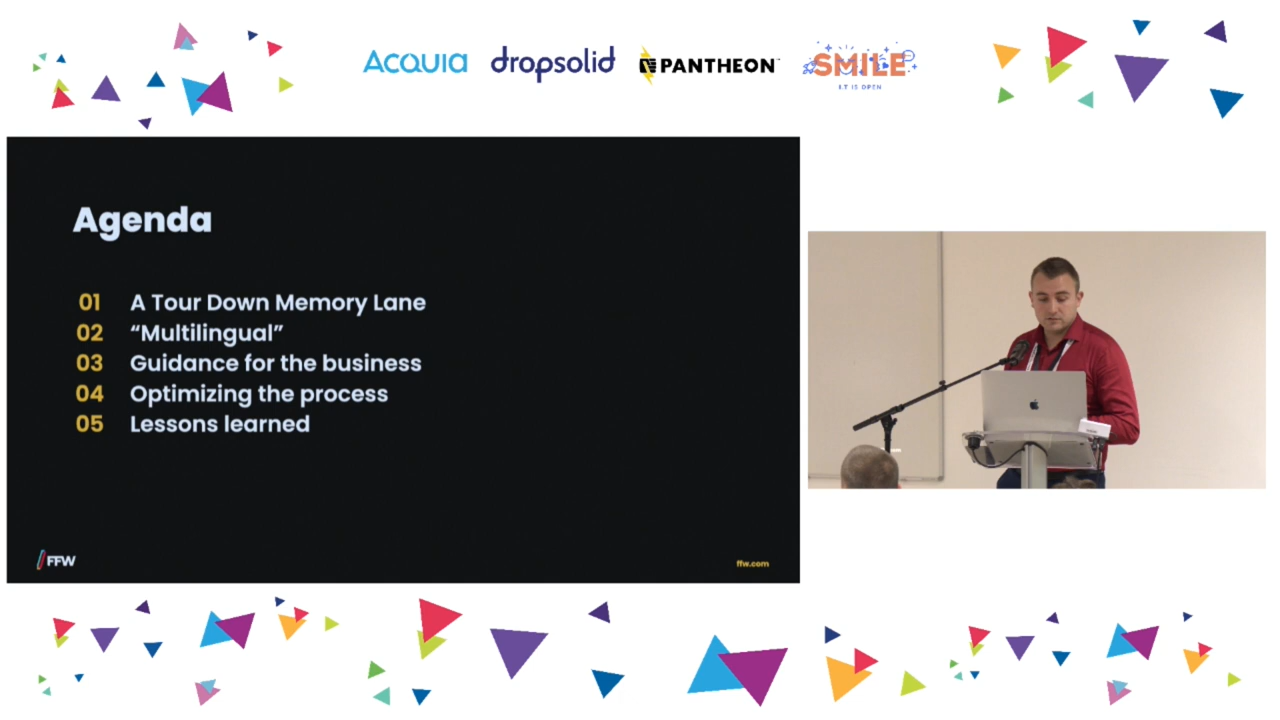 ACQUIA
dropsolid
PANTHEON
SMILE
I.T IS OPEN
Agenda
01 A Tour Down Memory Lane
02 “Multilingual”
03 Guidance for the business
04 Optimizing the process
05 Lessons learned
FFW
ffw.com